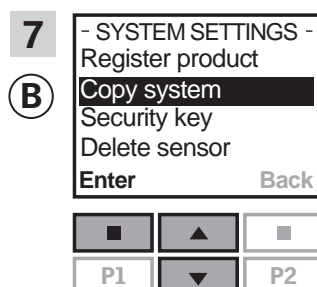 7
B
- SYSTEM SETTINGS -
Register product
Copy system
Security key
Delete sensor
Enter Back
P1 P2